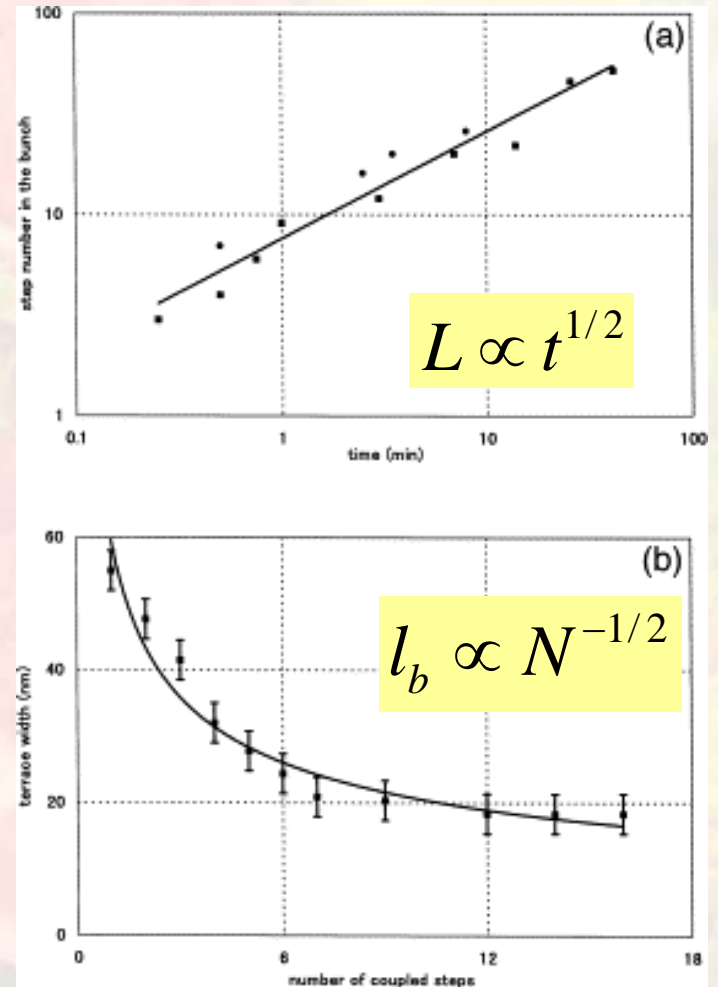 (a)
100
10
1
step number in the bunch
L ∝ t^{1/2}
0.1 1 10 100
time (min)
(b)
60
40
20
0
terrace width (nm)
l_b ∝ N^{-1/2}
0 6 12 18
number of coupled steps